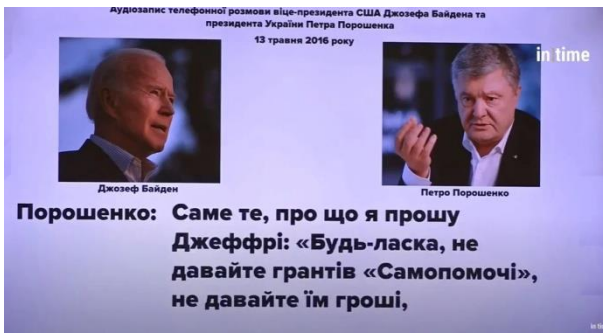 Аудіозапис телефонної розмови віце-президента США Джозефа Байдена та
президента України Петра Порошенка
13 травня 2016 року
in time
Джозеф Байден
Петро Порошенко
Порошенко: Саме те, про що я прошу
Джеффрі: «Будь-ласка, не
давайте грантів «Самопомочі»,
не давайте їм гроші,